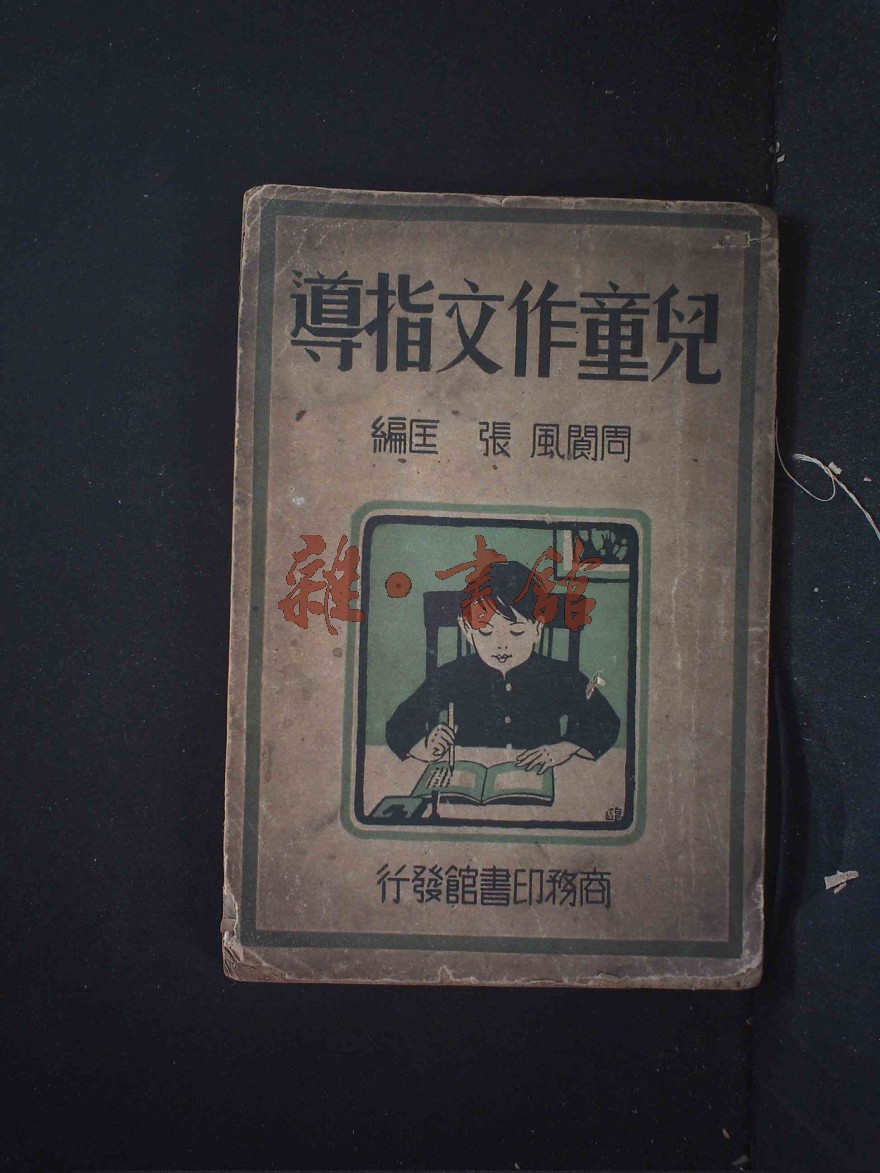 兒童作文指導
周閬風 張匡編
雜·書館
商務印書館發行